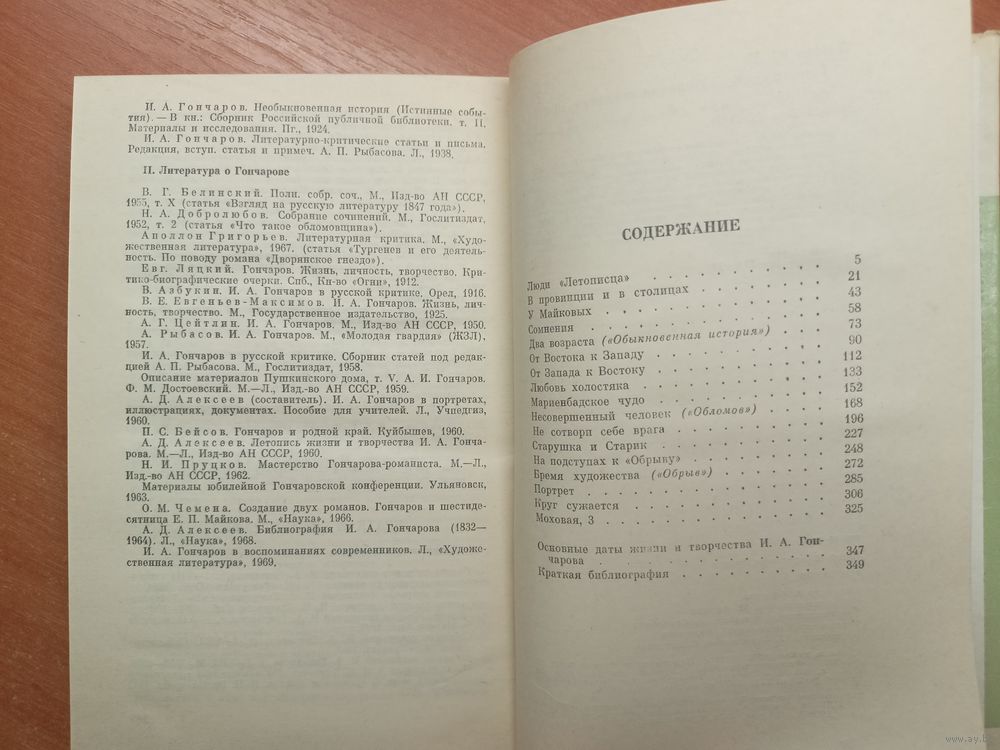 И. А. Гончаров. Необыкновенная история (Истинные собы-
тия). — В кн.: Сборник Российской публичной библиотеки. т. II.
Материалы и исследования. Пг., 1924.
И. А. Гончаров. Литературно-критические статьи и письма.
Редакция, вступ. статья и примеч. А. П. Рыбасова. Л., 1938.
II. Литература о Гончарове
В. Г. Белинский. Полн. собр. соч., М., Изд-во АН СССР,
1955, т. X (статья «Взгляд на русскую литературу 1847 года»).
Н. А. Добролюбов. Собрание сочинений. М., Гослитиздат,
1952, т. 2 (статья «Что такое обломовщина»).
Аполлон Григорьев. Литературная критика. М., «Худо-
жественная литература», 1967. (статья «Тургенев и его деятель-
ность. По поводу романа «Дворянское гнездо»).
Евг. Ляцкий. Гончаров. Жизнь, личность, творчество. Крити-
ко-биографические очерки. Спб., Кн-во «Огни», 1912.
В. Азбукин. И. А. Гончаров в русской критике. Орел, 1916.
В. Е. Евгеньев-Максимов. И. А. Гончаров. Жизнь, лич-
ность, творчество. М., Государственное издательство, 1925.
А. Г. Цейтлин. И. А. Гончаров. М., Изд-во АН СССР, 1950.
А. Рыбасов. И. А. Гончаров. М., «Молодая гвардия» (ЖЗЛ),
1957.
И. А. Гончаров в русской критике. Сборник статей под редак-
цией А. П. Рыбасова. М., Гослитиздат, 1958.
Описание материалов Пушкинского дома, т. V. А. И. Гончаров.
Ф. М. Достоевский. М.—Л., Изд.-во АН СССР, 1959.
А. Д. Алексеев (составитель). И. А. Гончаров в портретах,
иллюстрациях, документах. Пособие для учителей. Л., Учпедгиз,
1960.
П. С. Бейсов. Гончаров и родной край. Куйбышев, 1960.
А. Д. Алексеев. Летопись жизни и творчества И. А. Гонча-
рова. М.—Л., Изд-во АН СССР, 1960.
Н. И. Пруцков. Мастерство Гончарова-романиста. М.—Л.,
Изд.-во АН СССР, 1962.
Материалы юбилейной Гончаровской конференции. Ульяновск,
1963.
О. М. Чемена. Создание двух романов. Гончаров и шестиде-
сятница Е. П. Майкова. М., «Наука», 1966.
А. Д. Алексеев. Библиография И. А. Гончарова (1832—
1964). Л., «Наука», 1968.
И. А. Гончаров в воспоминаниях современников. Л., «Художе-
ственная литература», 1969.
СОДЕРЖАНИЕ
Люди «Летописца» 5
В провинции и в столицах 21
У Майковых 43
Сомнения 58
Два возраста («Обыкновенная история») 73
От Востока к Западу 90
От Запада к Востоку 112
Любовь холостяка 133
Мариенбадское чудо 152
Несовершенный человек («Обломов») 168
Не сотвори себе врага 196
Старушка и Старик 227
На подступах к «Обрыву» 248
Бремя художества («Обрыв») 272
Портрет 285
Круг сужается 306
Моховая, 3 325
Основные даты жизни и творчества И. А. Гон-
чарова 347
Краткая библиография 349
www.ay.by